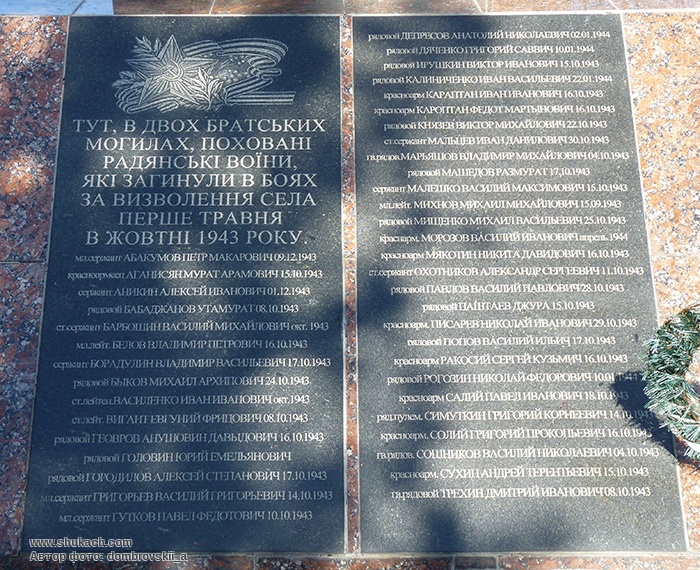 ТУТ, В ДВОХ БРАТСЬКИХ
МОГИЛАХ, ПОХОВАНІ
РАДЯНСЬКІ ВОЇНИ,
ЯКІ ЗАГИНУЛИ В БОЯХ
ЗА ВИЗВОЛЕННЯ СЕЛА
ПЕРШЕ ТРАВНЯ
В ЖОВТНІ 1943 РОКУ.
мл.сержант АБАКУМОВ ПЕТР МАКАРОВИЧ 09.12.1943
красноармеец АГАНИСЯН МУРАТ АРАМОВИЧ 15.10.1943
сержант АНИКИН АЛЕКСЕЙ ИВАНОВИЧ 01.12.1943
рядовой БАБАДЖАНОВ УТАМУРАТ 08.10.1943
ст.сержант БАРЫШИН ВАСИЛИЙ МИХАЙЛОВИЧ окт. 1943
мл.лейт. БЕЛОВ ВЛАДИМИР ПЕТРОВИЧ 16.10.1943
сержант БОРАДУЛИН ВЛАДИМИР ВАСИЛЬЕВИЧ 17.10.1943
рядовой БЫКОВ МИХАИЛ АРХИПОВИЧ 24.10.1943
ст.лейтен. ВАСИЛЕНКО ИВАН ИВАНОВИЧ окт.1943
ст.лейт. ВИГАНТ ЕВГУНИЙ ФРИЦОВИЧ 08.10.1943
рядовой ГЕОВРОВ АНУШОВИН ДАВЫДОВИЧ 16.10.1943
рядовой ГОЛОВИН ЮРИЙ ЕМЕЛЬЯНОВИЧ
рядовой ГОРОДИЛОВ АЛЕКСЕЙ СТЕПАНОВИЧ 17.10.1943
мл.сержант ГРИГОРЬЕВ ВАСИЛИЙ ГРИГОРЬЕВИЧ 14.10.1943
мл.сержант ГУТКОВ ПАВЕЛ ФЕДОТОВИЧ 10.10.1943
рядовой ДЕПРЕСОВ АНАТОЛИЙ НИКОЛАЕВИЧ 02.01.1944
рядовой ДЯЧЕНКО ГРИГОРИЙ САВВИЧ 10.01.1944
рядовой ИРУШКИН ВИКТОР ИВАНОВИЧ 15.10.1943
рядовой КАЛИНИЧЕНКО ИВАН ВАСИЛЬЕВИЧ 22.01.1944
красноарм КАРАПТАН ИВАН ИВАНОВИЧ 16.10.1943
красноарм КАРОПТАН ФЕДОТ МАРТЫНОВИЧ 16.10.1943
рядовой КНЯЗЕВ ВИКТОР МИХАЙЛОВИЧ 22.10.1943
ст.сержант МАЛЬЦЕВ ИВАН ДАНИЛОВИЧ 30.10.1943
гв.рядов. МАРЬЯШОВ ВЛАДИМИР МИХАЙЛОВИЧ 04.10.1943
рядовой МАШЕДОВ РАЗМУРАТ 17.10.1943
сержант МАЛЕШКО ВАСИЛИЙ МАКСИМОВИЧ 15.10.1943
мл.лейт. МИХНОВ МИХАИЛ МИХАЙЛОВИЧ 15.09.1943
рядовой МИЩЕНКО МИХАИЛ ВАСИЛЬЕВИЧ 25.10.1943
краснарм. МОРОЗОВ ВАСИЛИЙ ИВАНОВИЧ апрель. 1944
красноарм МЯКОТИН НИКИТА ДАВИДОВИЧ 16.10.1943
ст.сержант ОХОТНИКОВ АЛЕКСАНДР СЕРГЕЕВИЧ 11.10.1943
рядовой ПАВЛОВ ВАСИЛИЙ ПАВЛОВИЧ 28.10.1943
рядовой ПАШТАЕВ ДЖУРА 15.10.1943
красноарм. ПИСАРЕВ НИКОЛАЙ ИВАНОВИЧ 29.10.1943
рядовой ПОПОВ ВАСИЛИЙ ИЛЬИЧ 17.10.1943
красноарм РАКОСИЙ СЕРГЕЙ КУЗЬМИЧ 16.10.1943
рядовой РОГОЗИН НИКОЛАЙ ФЕДОРОВИЧ 10.01.1944
красноарм САЛИЙ ПАВЕЛ ИВАНОВИЧ 18.10.1943
ряд.пулем. СИМУТКИН ГРИГОРИЙ КОРНЕЕВИЧ 14.10.1943
красноарм. СОЛИЙ ГРИГОРИЙ ПРОКОПЬЕВИЧ 16.10.1943
гв.рядов. СОШНИКОВ ВАСИЛИЙ НИКОЛАЕВИЧ 04.10.1943
красноарм. СУХИН АНДРЕЙ ТЕРЕНТЬЕВИЧ 15.10.1943
гв.рядовой ТРЕХИН ДМИТРИЙ ИВАНОВИЧ 08.10.1943
www.shukach.com
Автор фото: dombrovskii_a